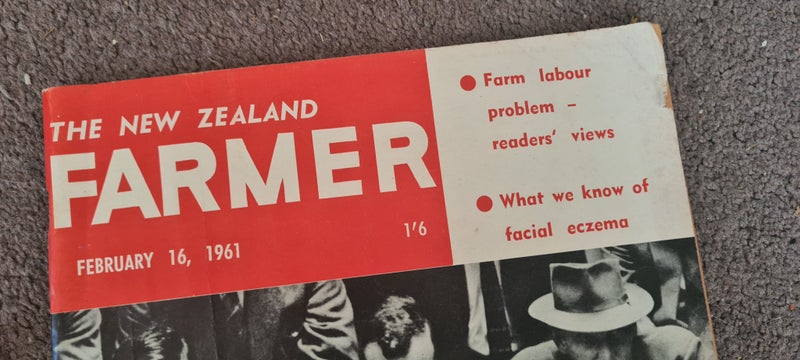 THE NEW ZEALAND
FARMER
FEBRUARY 16, 1961
1'6
● Farm labour
problem –
readers' views
● What we know of
facial eczema